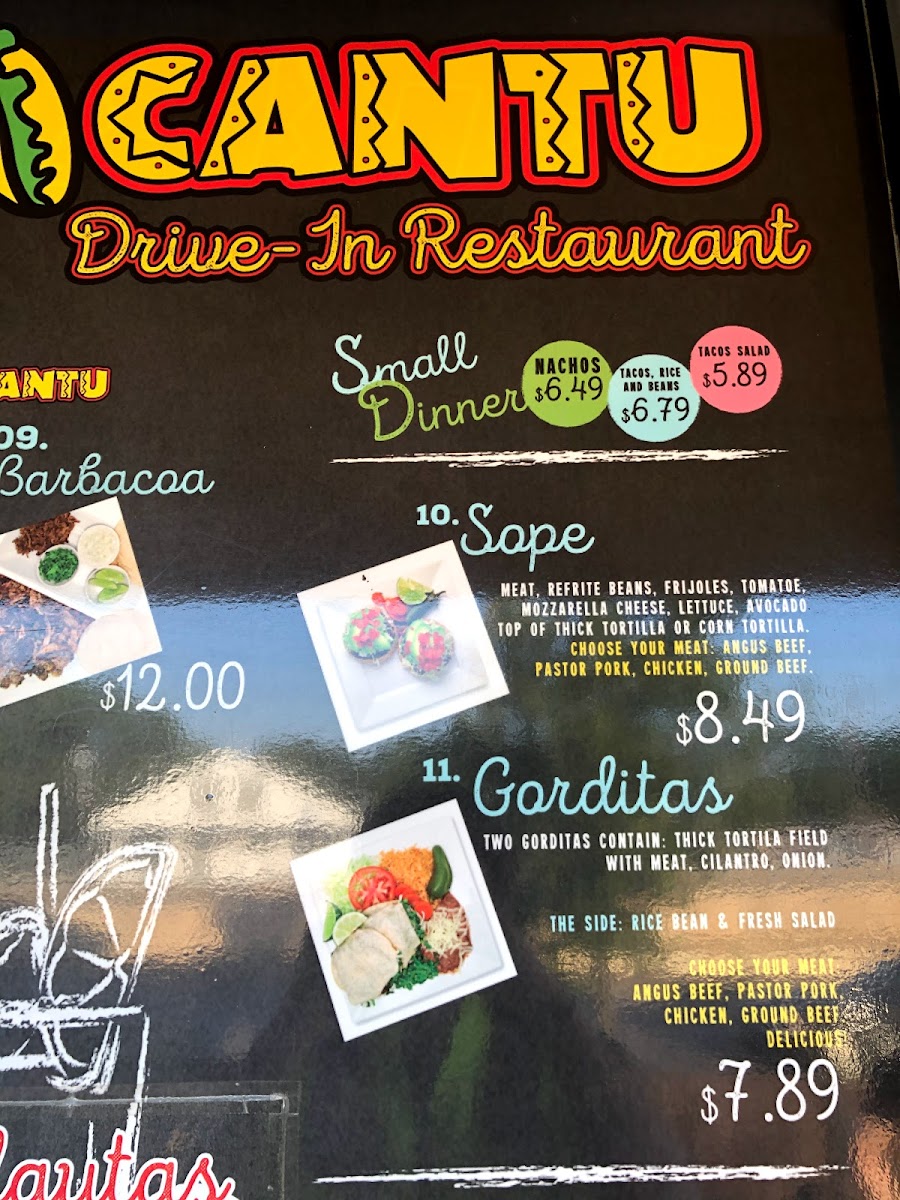 CANTU
Drive-In Restaurant
Small
Dinner
NACHOS
$6.49
TACOS, RICE
AND BEANS
$6.79
TACOS SALAD
$5.89
ANTU
09.
Barbacoa
$12.00
10. Sope
MEAT, REFRITE BEANS, FRIJOLES, TOMATOE,
MOZZARELLA CHEESE, LETTUCE, AVOCADO
TOP OF THICK TORTILLA OR CORN TORTILLA.
CHOOSE YOUR MEAT: ANGUS BEEF,
PASTOR PORK, CHICKEN, GROUND BEEF.
$8.49
11. Gorditas
TWO GORDITAS CONTAIN: THICK TORTILA FIELD
WITH MEAT, CILANTRO, ONION.
THE SIDE: RICE BEAN & FRESH SALAD
CHOOSE YOUR MEAT:
ANGUS BEEF, PASTOR PORK,
CHICKEN, GROUND BEEF
DELICIOUS
$7.89